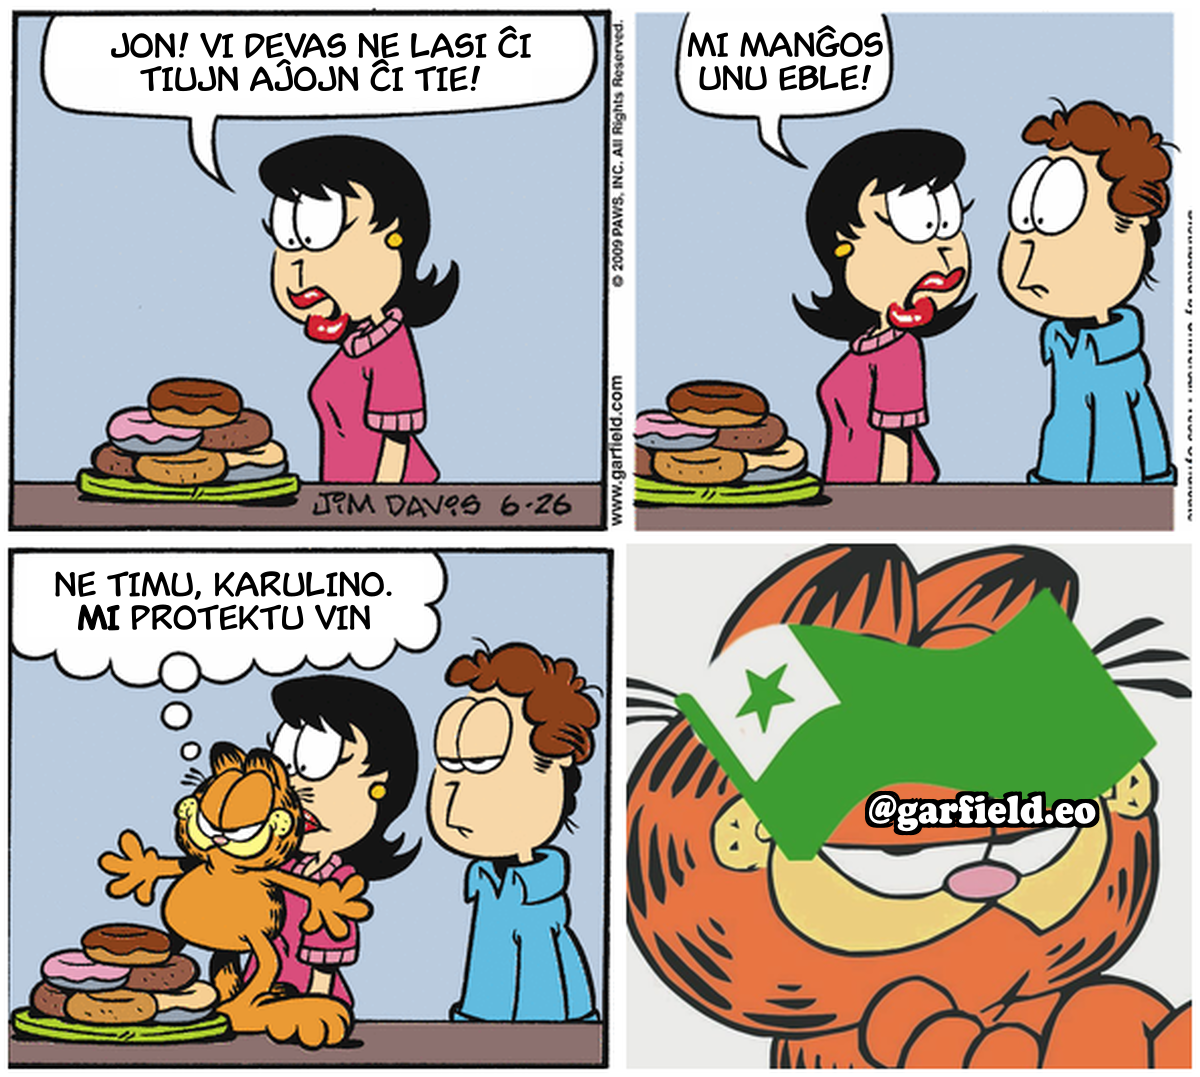 JON! VI DEVAS NE LASI ĈI
TIUJN AĴOJN ĈI TIE!
© 2009 PAWS, INC. All Rights Reserved.
www.garfield.com
JiM DAViS 6-26
MI MANĜOS
UNU EBLE!
NE TIMU, KARULINO.
MI PROTEKTU VIN
@garfield.eo